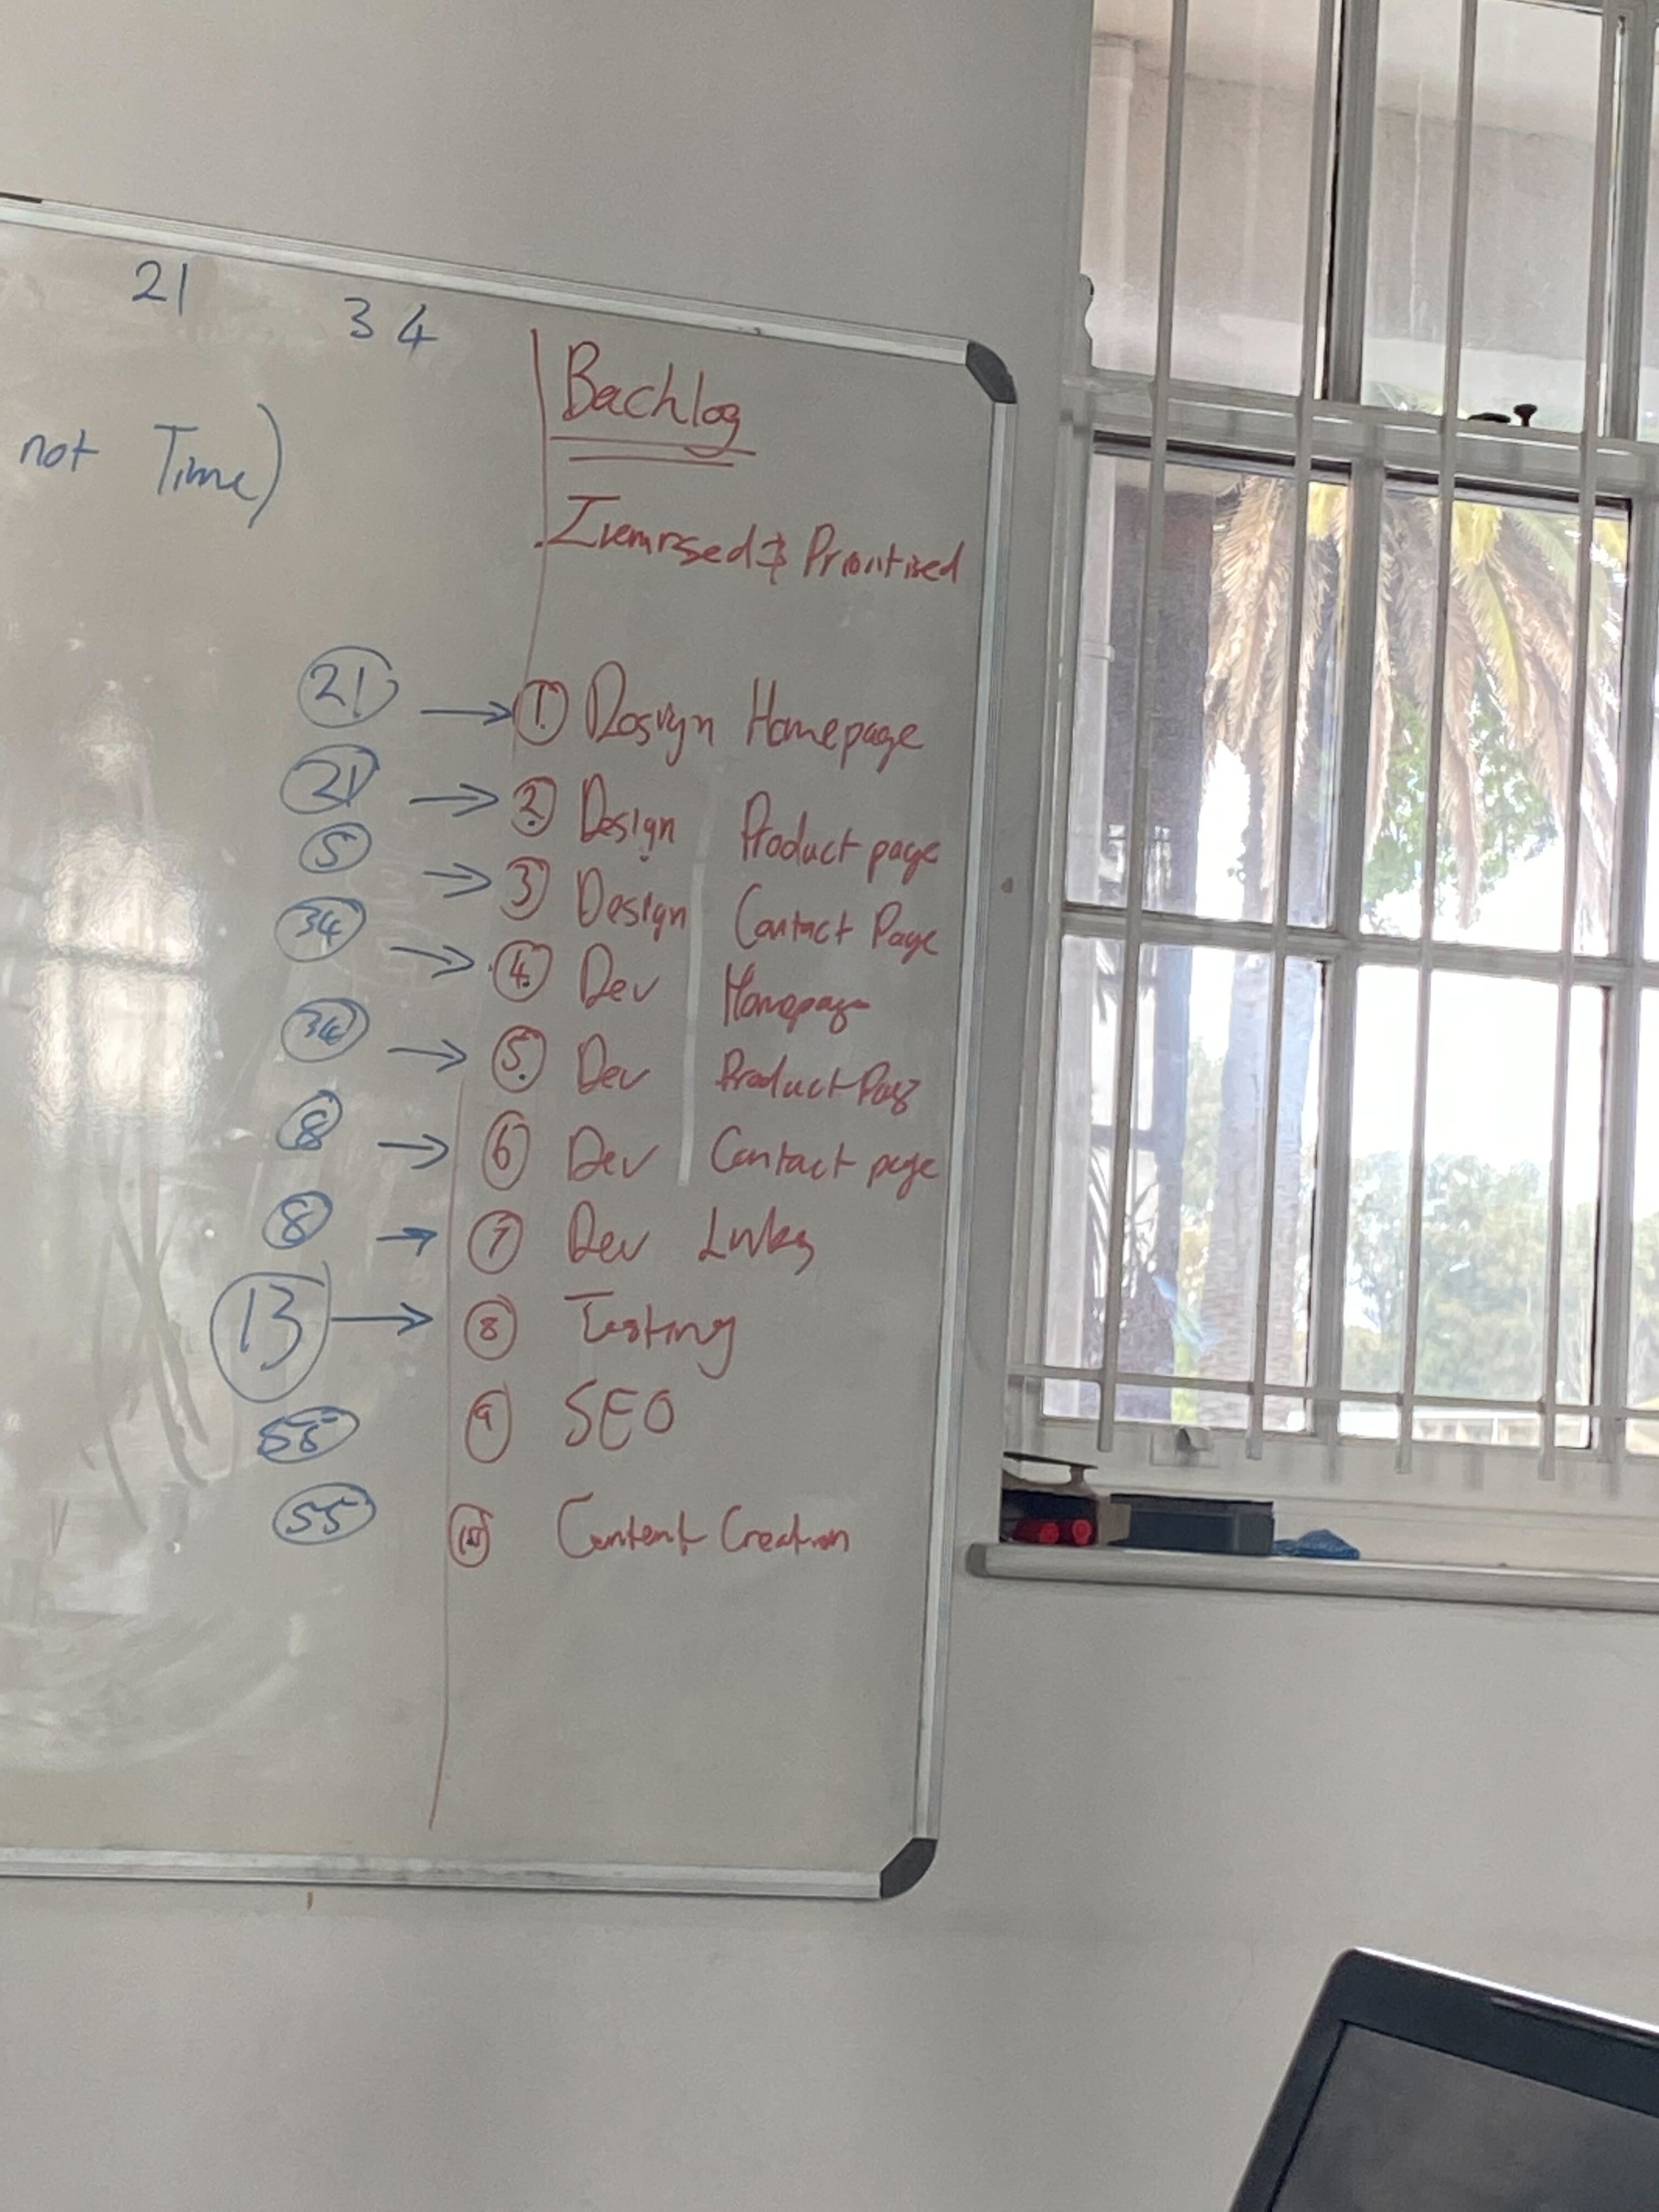 21 34
not Time)
Backlog
Itemised & Prioritised
21 → 1. Design Homepage
21 → 2. Design Product page
5 → 3 Design Contact Page
34 → 4. Dev Homepage
34 → 5. Dev Product Page
8 → 6 Dev Contact page
8 → 7 Dev Links
13 → 8 Testing
55 9 SEO
55 10 Content Creation